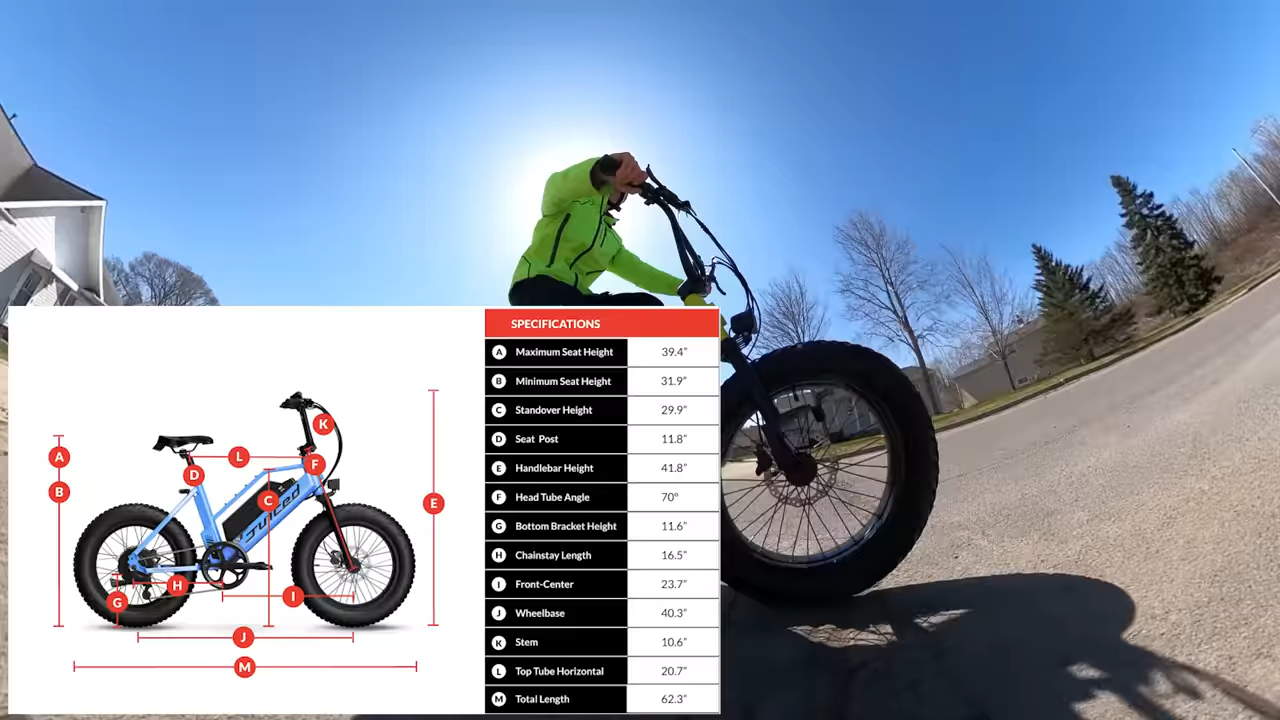 A
B
D
L
C
F
K
E
G
H
I
J
M
JUICED
SPECIFICATIONS
A Maximum Seat Height 39.4"
B Minimum Seat Height 31.9"
C Standover Height 29.9"
D Seat Post 11.8"
E Handlebar Height 41.8"
F Head Tube Angle 70°
G Bottom Bracket Height 11.6"
H Chainstay Length 16.5"
I Front-Center 23.7"
J Wheelbase 40.3"
K Stem 10.6"
L Top Tube Horizontal 20.7"
M Total Length 62.3"